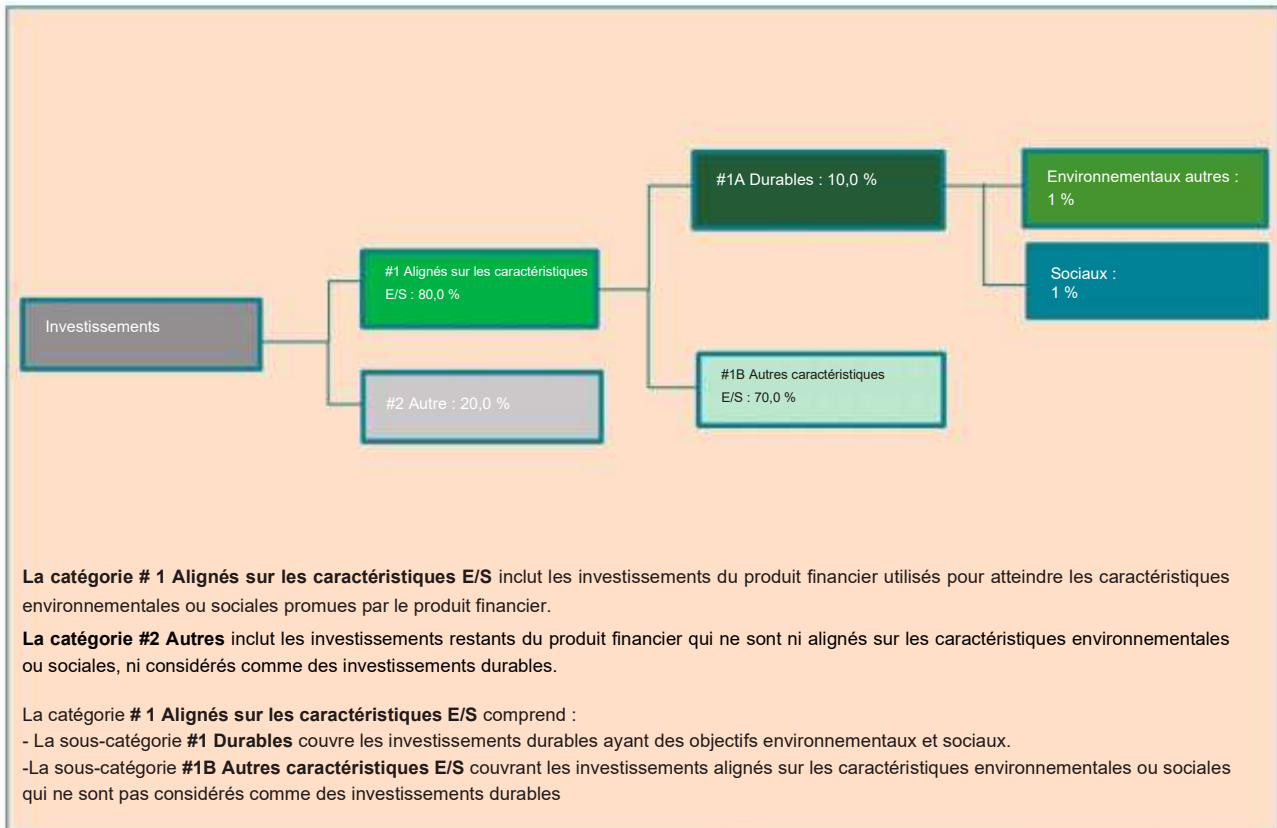 #1A Durables : 10,0 %
Environnementaux autres :
1 %
#1 Alignés sur les caractéristiques
E/S : 80,0 %
Sociaux :
1 %
Investissements
#1B Autres caractéristiques
E/S : 70,0 %
#2 Autre : 20,0 %
La catégorie # 1 Alignés sur les caractéristiques E/S inclut les investissements du produit financier utilisés pour atteindre les caractéristiques
environnementales ou sociales promues par le produit financier.
La catégorie #2 Autres inclut les investissements restants du produit financier qui ne sont ni alignés sur les caractéristiques environnementales
ou sociales, ni considérés comme des investissements durables.
La catégorie # 1 Alignés sur les caractéristiques E/S comprend :
- La sous-catégorie #1 Durables couvre les investissements durables ayant des objectifs environnementaux et sociaux.
-La sous-catégorie #1B Autres caractéristiques E/S couvrant les investissements alignés sur les caractéristiques environnementales ou sociales
qui ne sont pas considérés comme des investissements durables